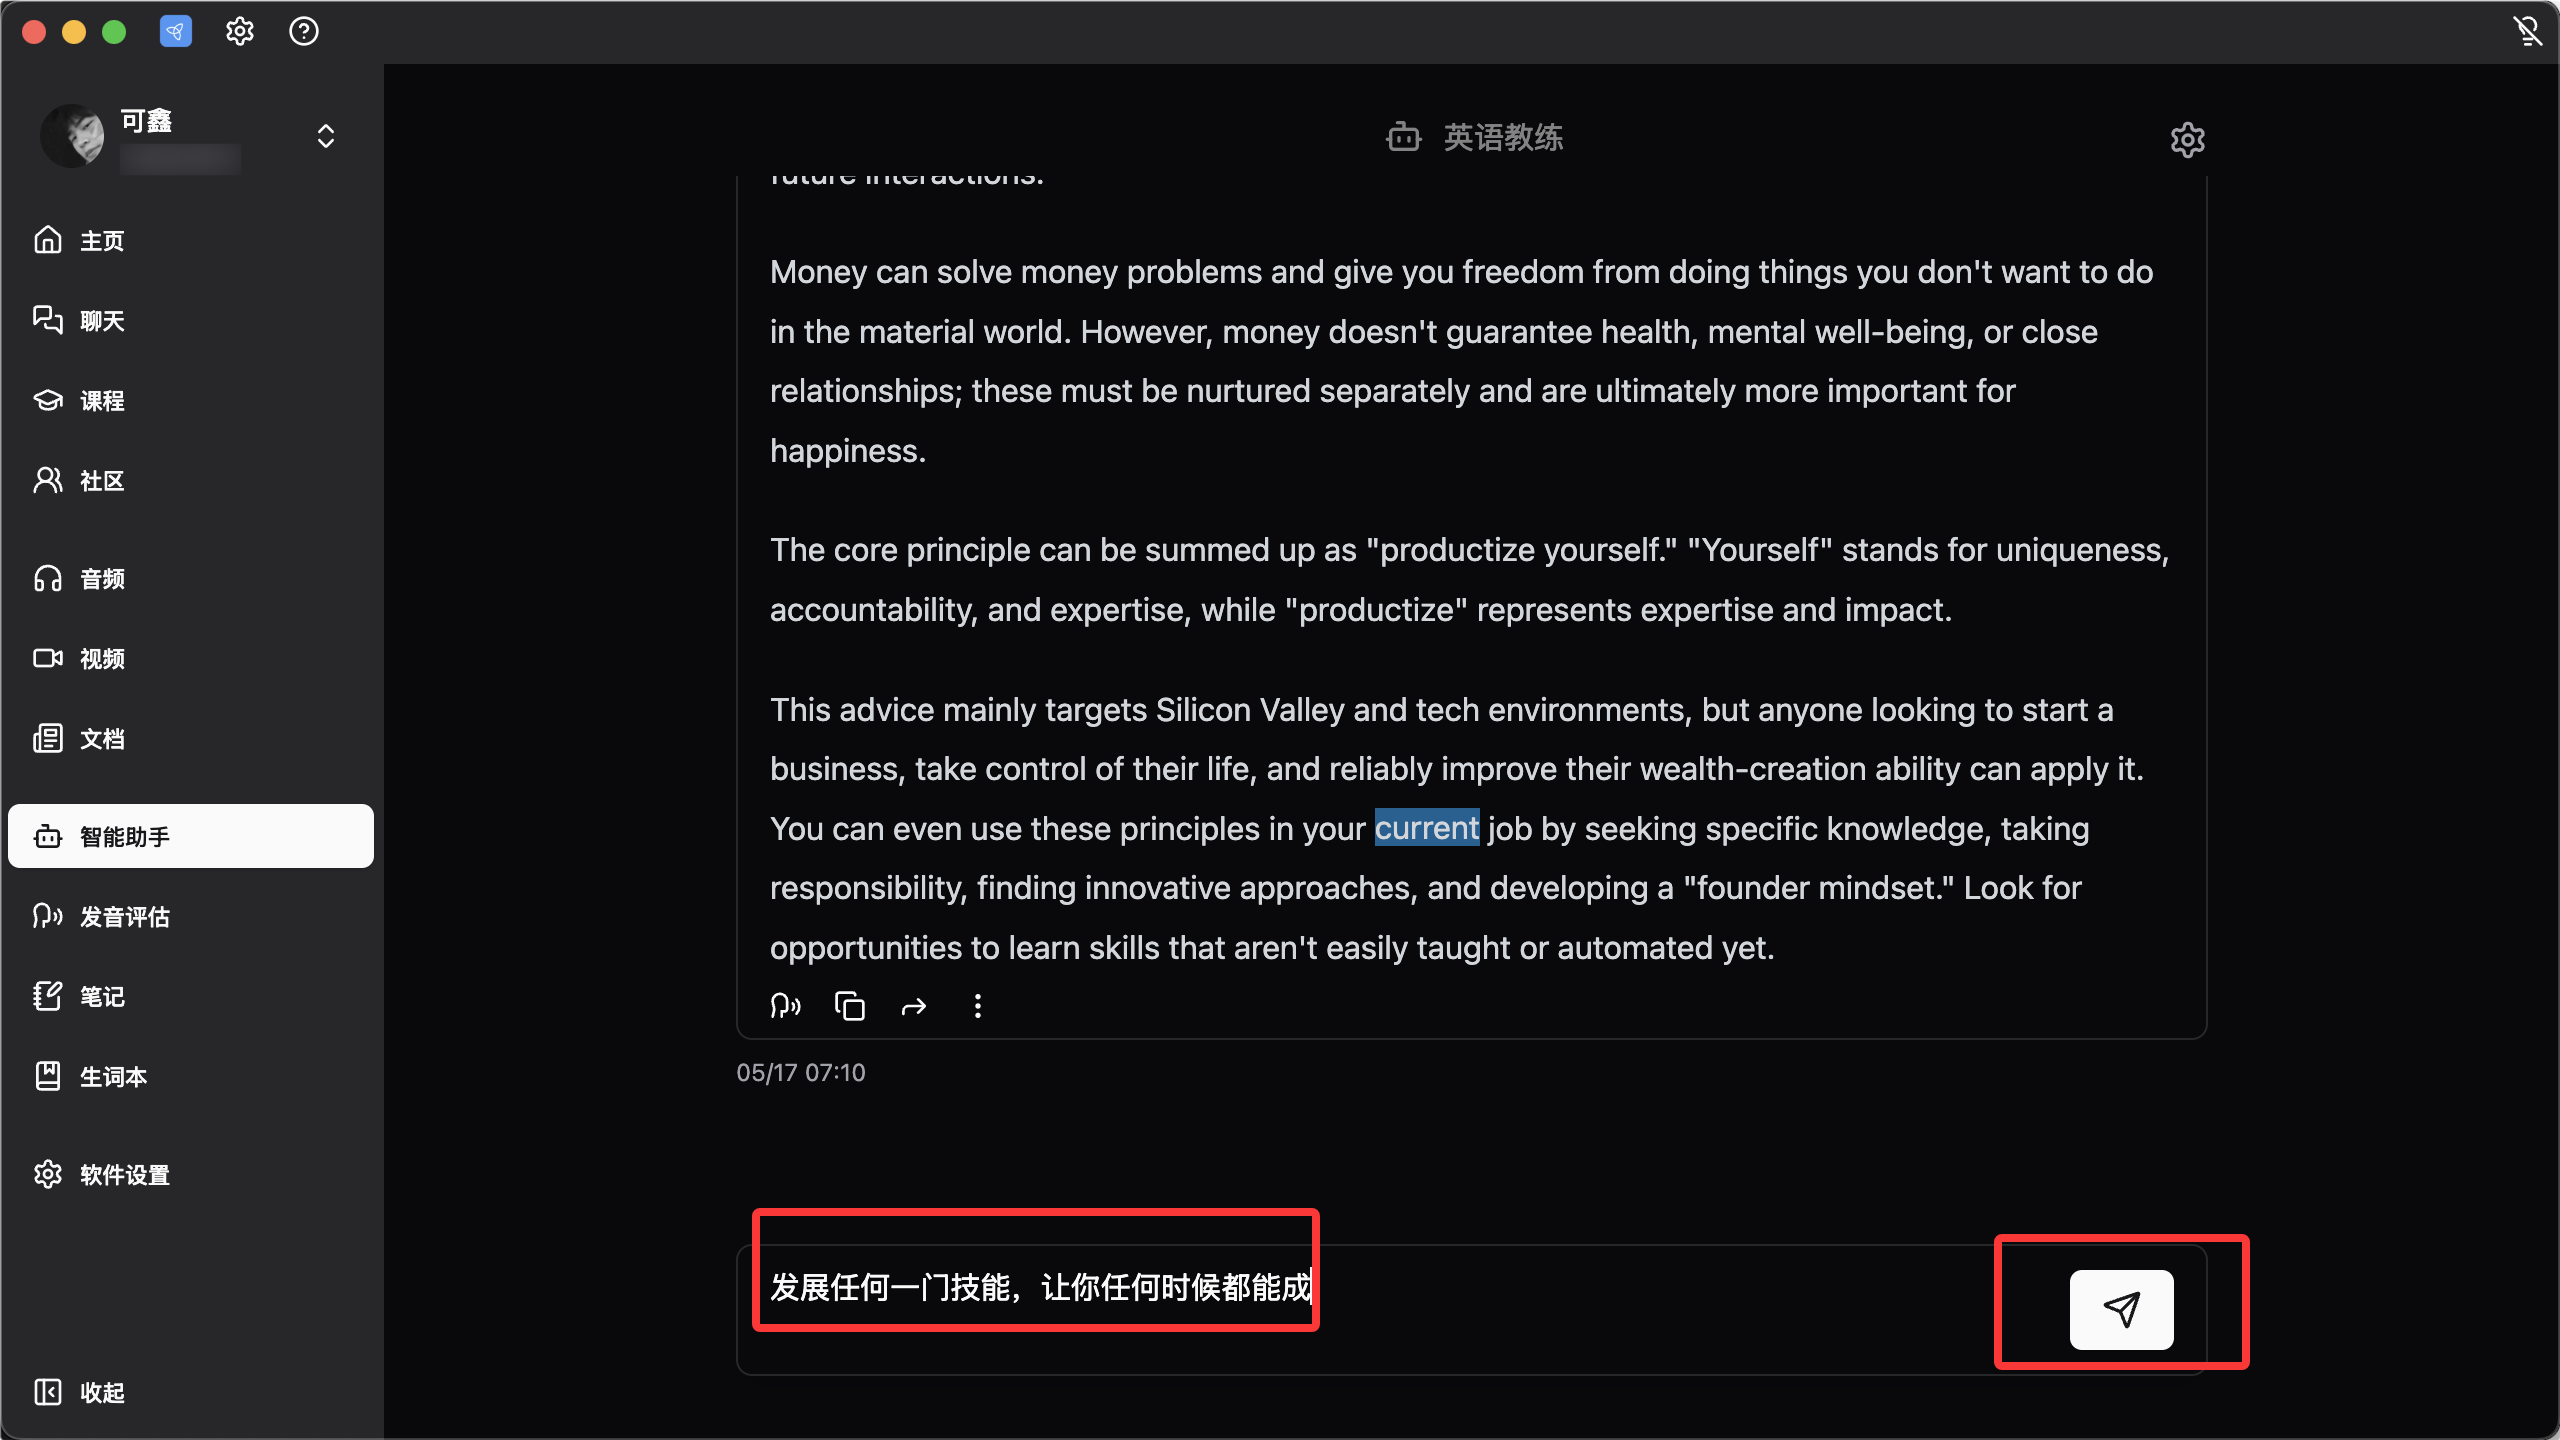 可鑫
主页
聊天
课程
社区
音频
视频
文档
智能助手
发音评估
笔记
生词本
软件设置
收起
英语教练
future interactions.
Money can solve money problems and give you freedom from doing things you don't want to do
in the material world. However, money doesn't guarantee health, mental well-being, or close
relationships; these must be nurtured separately and are ultimately more important for
happiness.
The core principle can be summed up as "productize yourself." "Yourself" stands for uniqueness,
accountability, and expertise, while "productize" represents expertise and impact.
This advice mainly targets Silicon Valley and tech environments, but anyone looking to start a
business, take control of their life, and reliably improve their wealth-creation ability can apply it.
You can even use these principles in your current job by seeking specific knowledge, taking
responsibility, finding innovative approaches, and developing a "founder mindset." Look for
opportunities to learn skills that aren't easily taught or automated yet.
05/17 07:10
发展任何一门技能，让你任何时候都能成